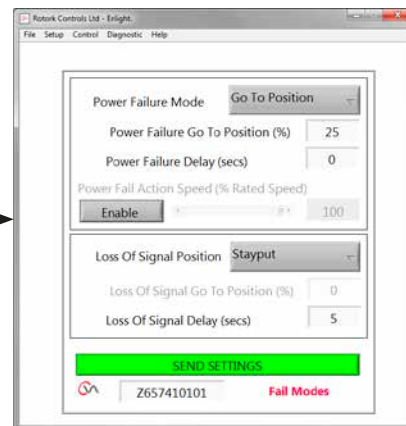 Rotork Controls Ltd - Enlight.
File Setup Control Diagnostic Help
Power Failure Mode Go To Position
Power Failure Go To Position (%) 25
Power Failure Delay (secs) 0
Power Fail Action Speed (% Rated Speed)
Enable 100
Loss Of Signal Position Stayput
Loss Of Signal Go To Position (%) 0
Loss Of Signal Delay (secs) 5
SEND SETTINGS
Z657410101 Fail Modes